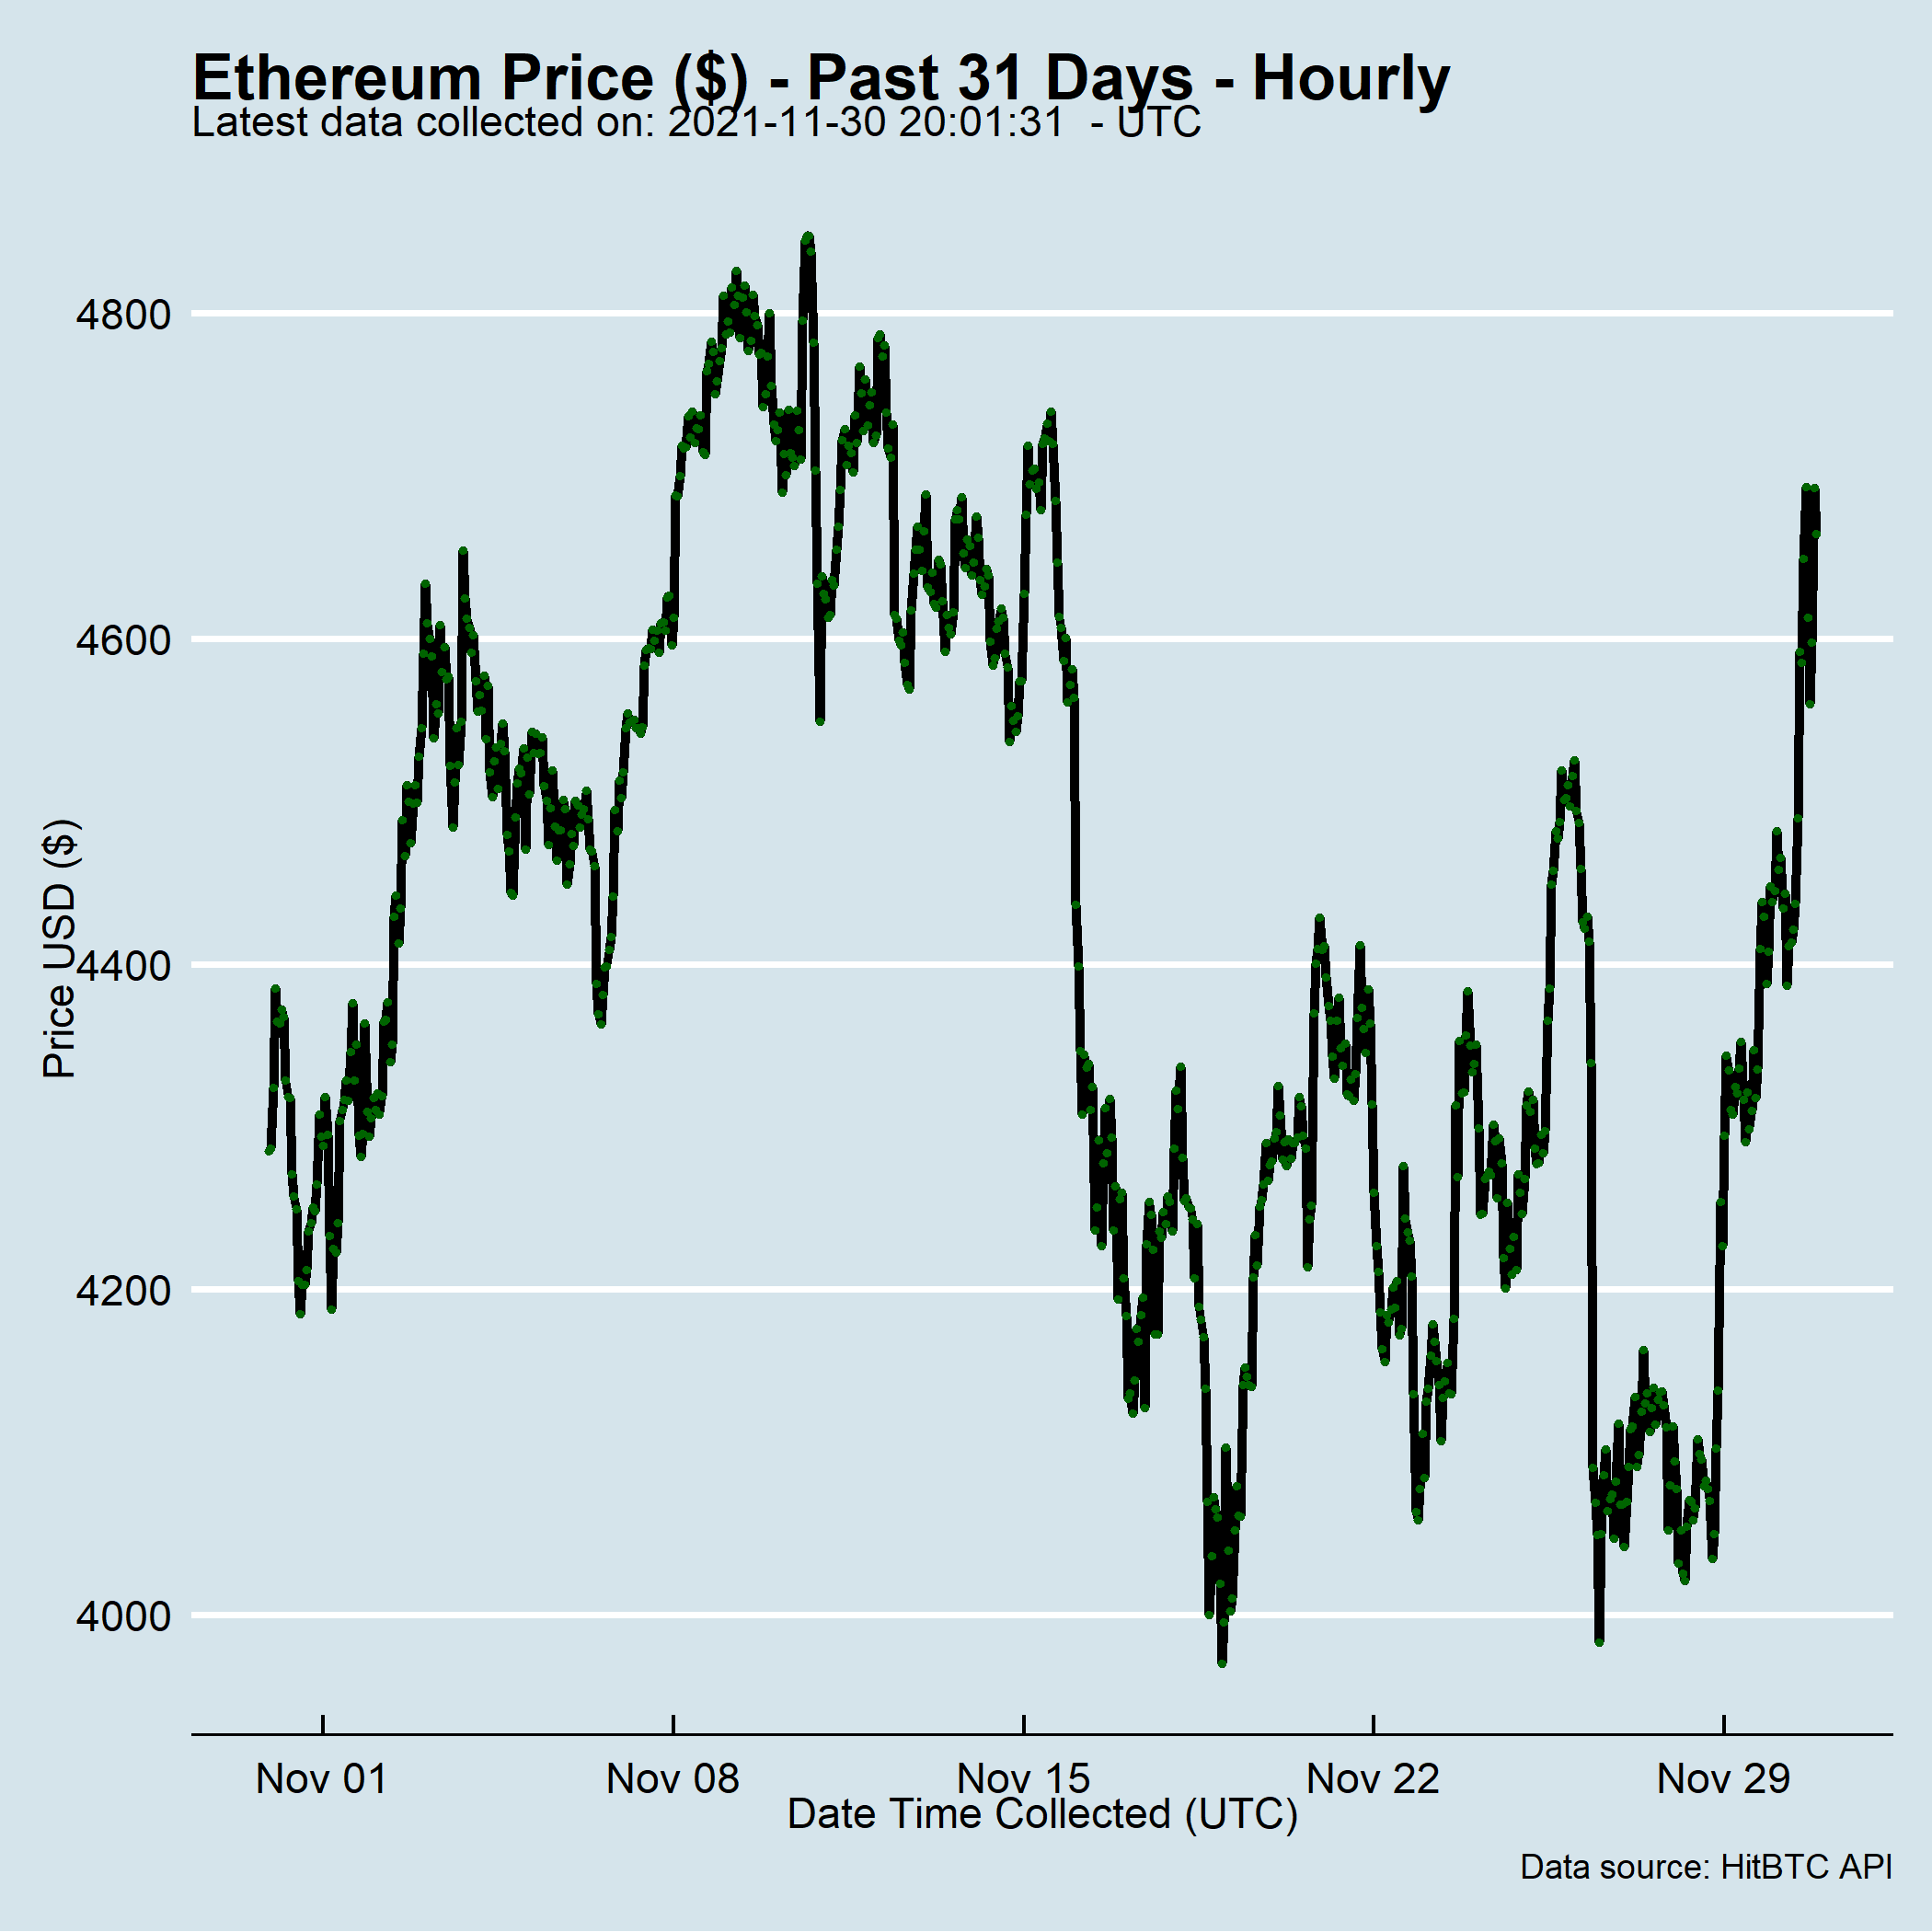 Ethereum Price ($) - Past 31 Days - Hourly
Latest data collected on: 2021-11-30 20:01:31  - UTC
Price USD ($)
4800
4600
4400
4200
4000
Nov 01 Nov 08 Nov 15 Nov 22 Nov 29
Date Time Collected (UTC)
Data source: HitBTC API